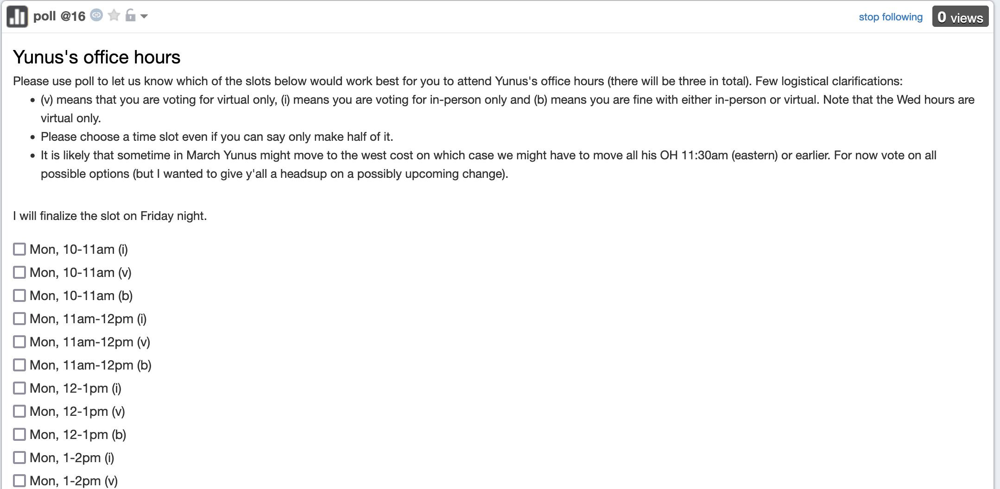 poll @16
stop following
0 views
Yunus's office hours
Please use poll to let us know which of the slots below would work best for you to attend Yunus's office hours (there will be three in total). Few logistical clarifications:
• (v) means that you are voting for virtual only, (i) means you are voting for in-person only and (b) means you are fine with either in-person or virtual. Note that the Wed hours are
virtual only.
• Please choose a time slot even if you can say only make half of it.
• It is likely that sometime in March Yunus might move to the west cost on which case we might have to move all his OH 11:30am (eastern) or earlier. For now vote on all
possible options (but I wanted to give y'all a headsup on a possibly upcoming change).
I will finalize the slot on Friday night.
Mon, 10-11am (i)
Mon, 10-11am (v)
Mon, 10-11am (b)
Mon, 11am-12pm (i)
Mon, 11am-12pm (v)
Mon, 11am-12pm (b)
Mon, 12-1pm (i)
Mon, 12-1pm (v)
Mon, 12-1pm (b)
Mon, 1-2pm (i)
Mon, 1-2pm (v)